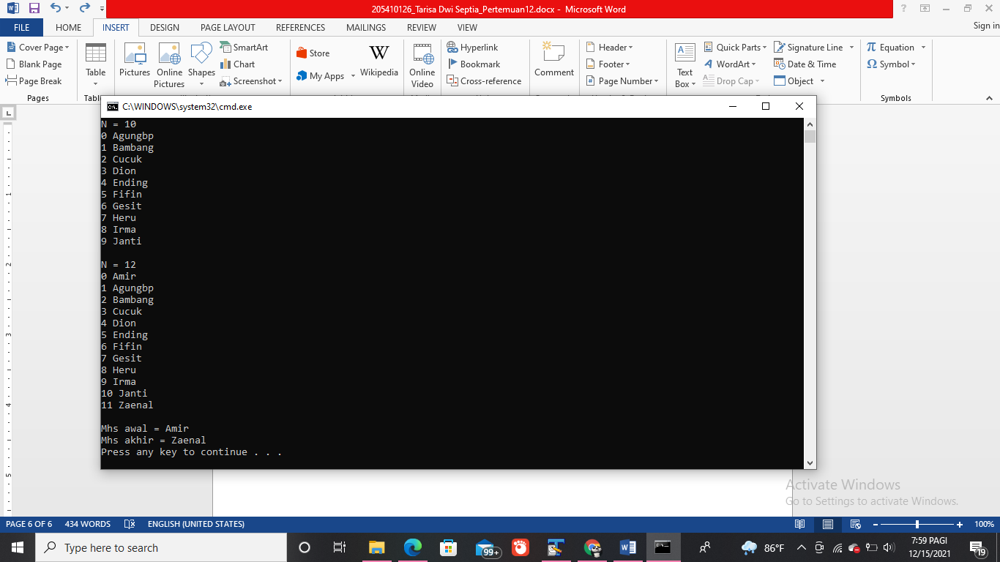 205410126_Tarisa Dwi Septia_Pertemuan12.docx - Microsoft Word
FILE HOME INSERT DESIGN PAGE LAYOUT REFERENCES MAILINGS REVIEW VIEW Sign in
Cover Page
Blank Page
Page Break
Pages
Table
Pictures
Online Pictures
Shapes
SmartArt
Chart
Screenshot
Store
My Apps
Wikipedia
Online Video
Hyperlink
Bookmark
Cross-reference
Comment
Header
Footer
Page Number
Text Box
Quick Parts
WordArt
Drop Cap
Signature Line
Date & Time
Object
Equation
Symbol
Symbols
C:\WINDOWS\system32\cmd.exe
N = 10
0 Agungbp
1 Bambang
2 Cucuk
3 Dion
4 Ending
5 Fifin
6 Gesit
7 Heru
8 Irma
9 Janti
N = 12
0 Amir
1 Agungbp
2 Bambang
3 Cucuk
4 Dion
5 Ending
6 Fifin
7 Gesit
8 Heru
9 Irma
10 Janti
11 Zaenal
Mhs awal = Amir
Mhs akhir = Zaenal
Press any key to continue . . .
Activate Windows
Go to Settings to activate Windows.
PAGE 6 OF 6 434 WORDS ENGLISH (UNITED STATES) 100%
Type here to search
99+
86°F
7:59 PAGI
12/15/2021
19